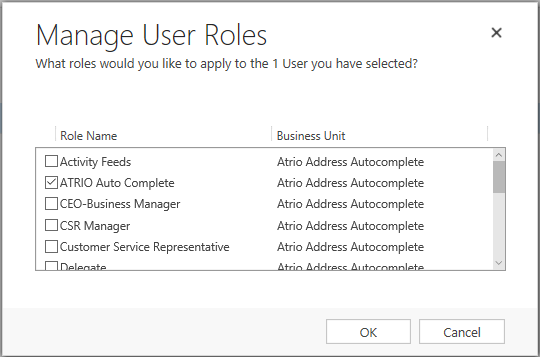 Manage User Roles
What roles would you like to apply to the 1 User you have selected?
Role Name Business Unit
Activity Feeds Atrio Address Autocomplete
ATRIO Auto Complete Atrio Address Autocomplete
CEO-Business Manager Atrio Address Autocomplete
CSR Manager Atrio Address Autocomplete
Customer Service Representative Atrio Address Autocomplete
Delegate Atrio Address Autocomplete
OK Cancel